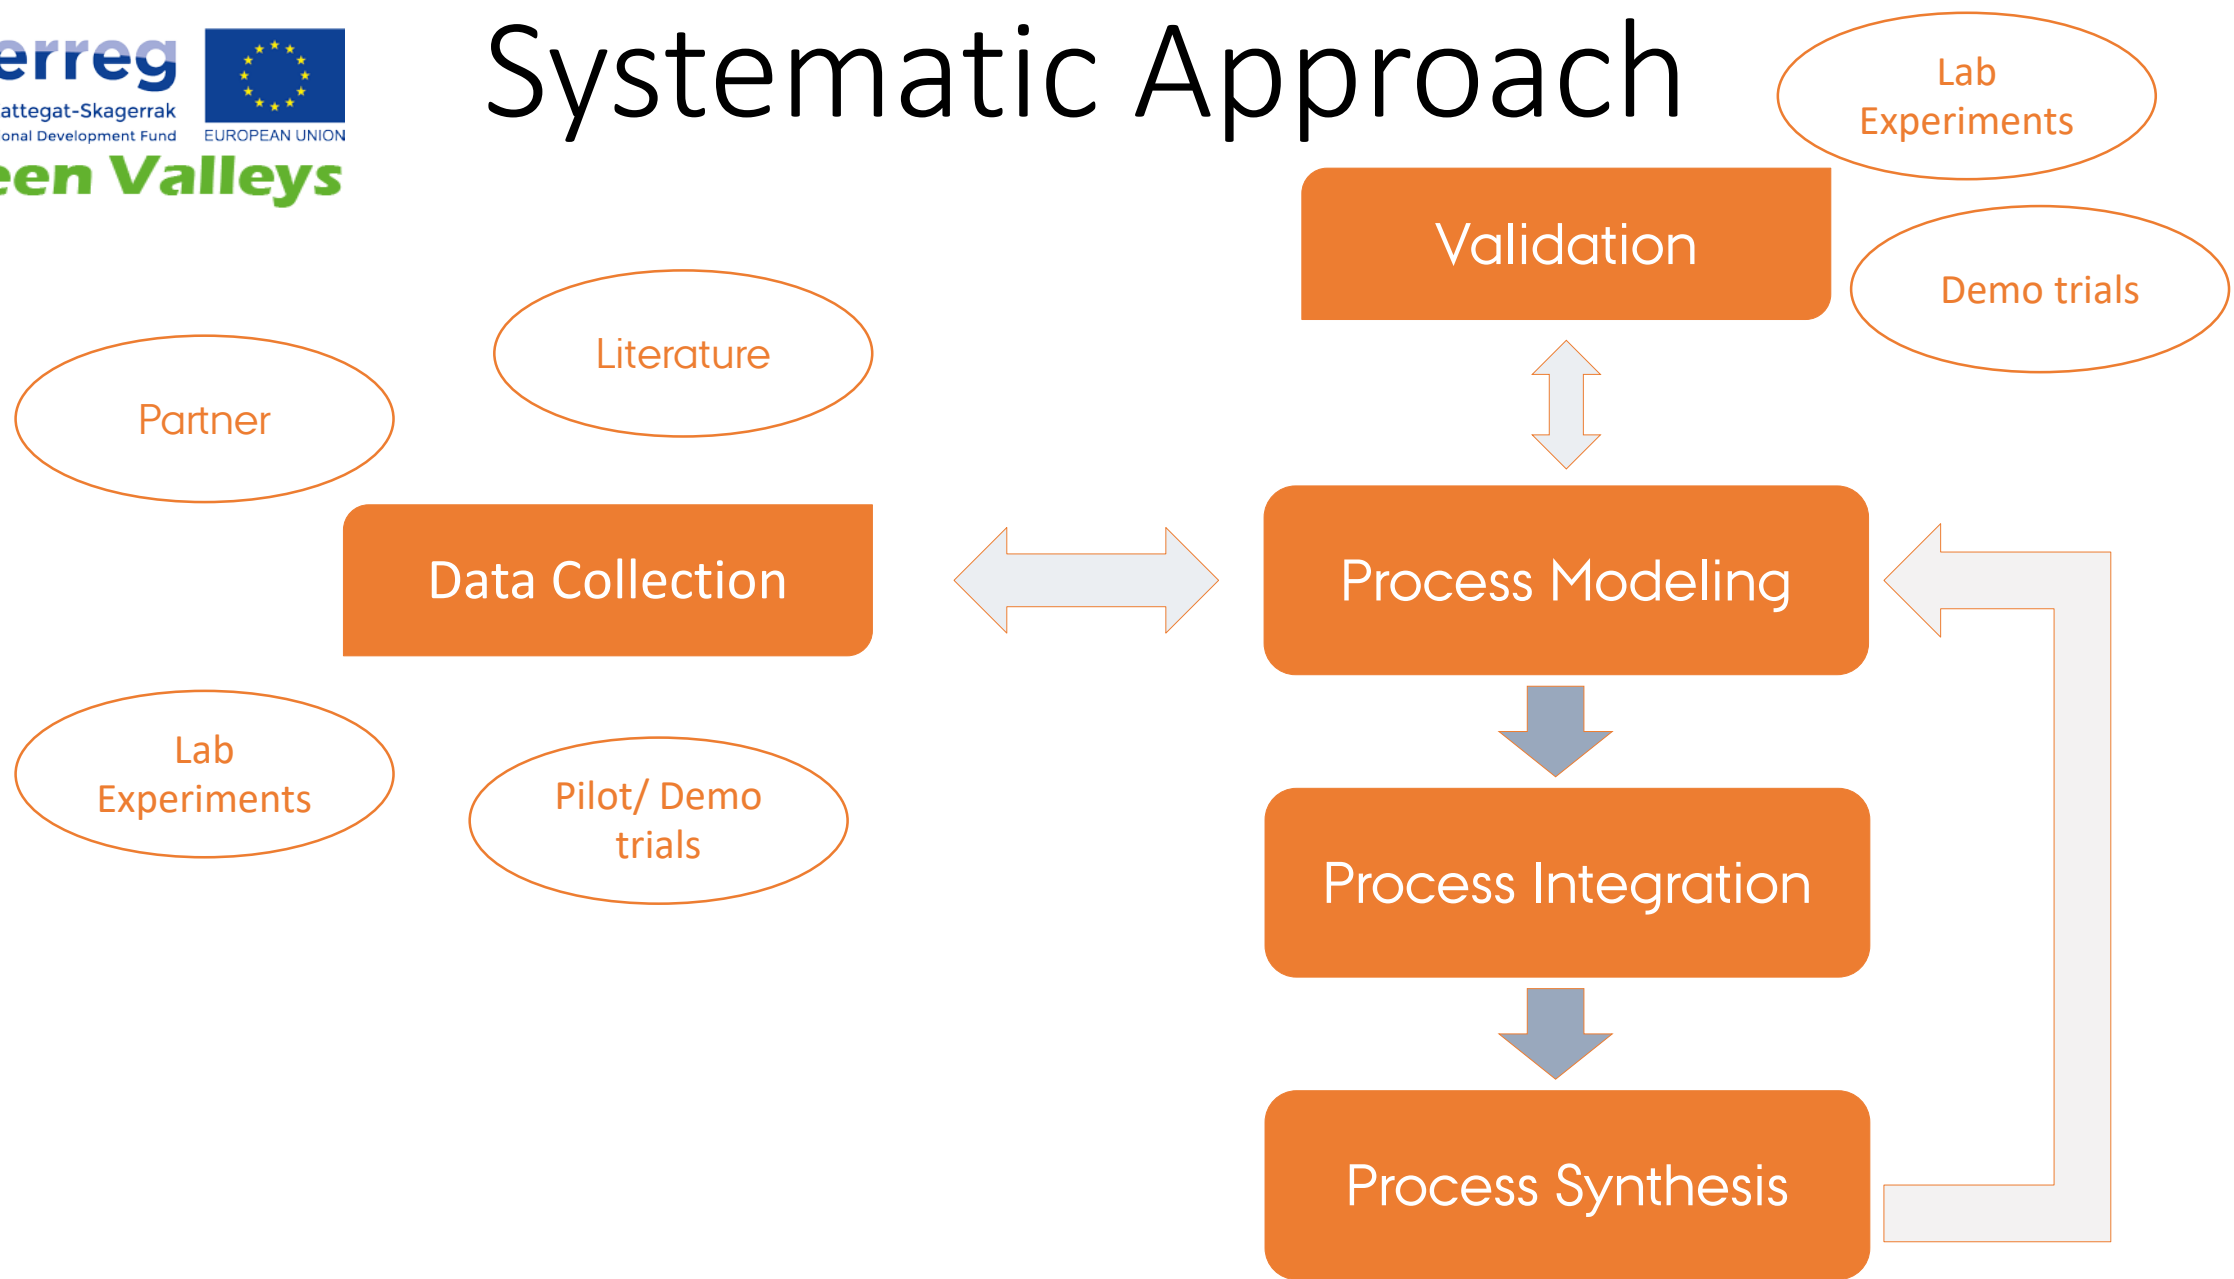 erreg
attegat-Skagerrak
onal Development Fund
EUROPEAN UNION
een Valleys
Systematic Approach
Lab
Experiments
Validation
Demo trials
Literature
Partner
Data Collection
Process Modeling
Lab
Experiments
Pilot/ Demo
trials
Process Integration
Process Synthesis